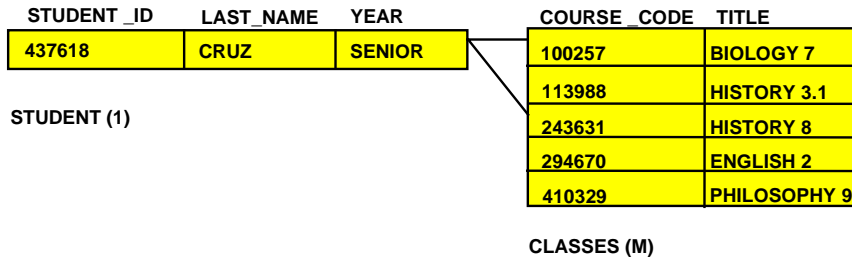 STUDENT _ID LAST_NAME YEAR
437618 CRUZ SENIOR
STUDENT (1)
COURSE _CODE TITLE
100257 BIOLOGY 7
113988 HISTORY 3.1
243631 HISTORY 8
294670 ENGLISH 2
410329 PHILOSOPHY 9
CLASSES (M)